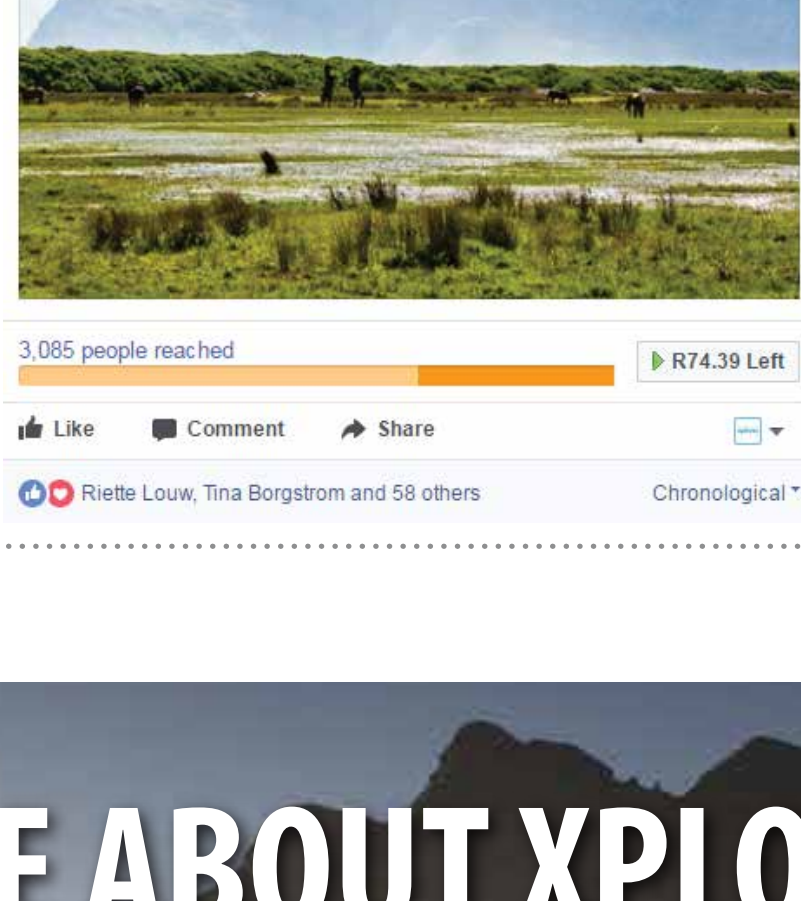 3,085 people reached
R74.39 Left
Like Comment Share
Riette Louw, Tina Borgstrom and 58 others Chronological
E ABOUT XPLO